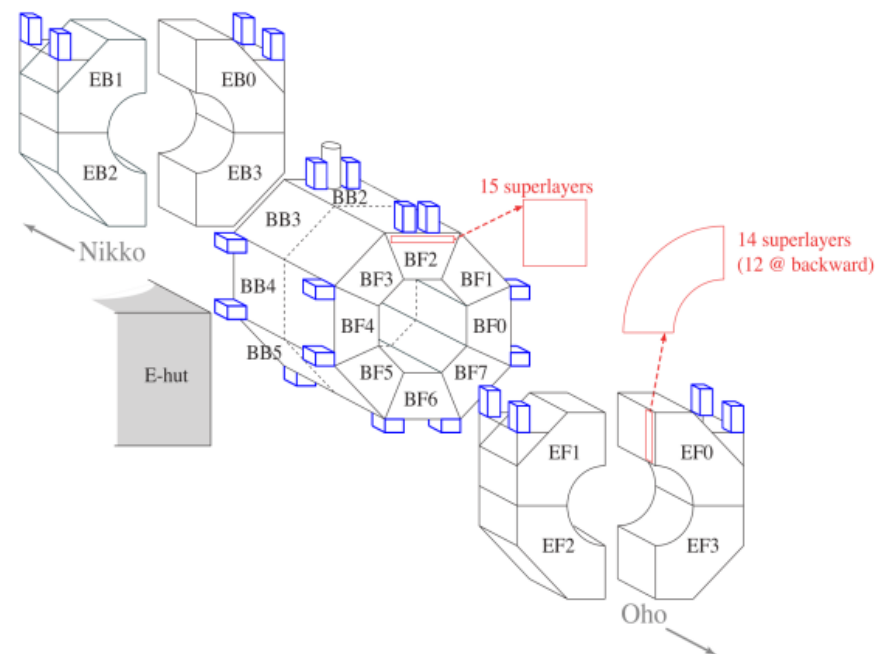 EB1
EB0
EB2
EB3
Nikko
BB2
BB3
BB4
BB5
15 superlayers
14 superlayers
(12 @ backward)
BF2
BF3
BF1
BF4
BF0
BF5
BF7
BF6
E-hut
EF1
EF0
EF2
EF3
Oho